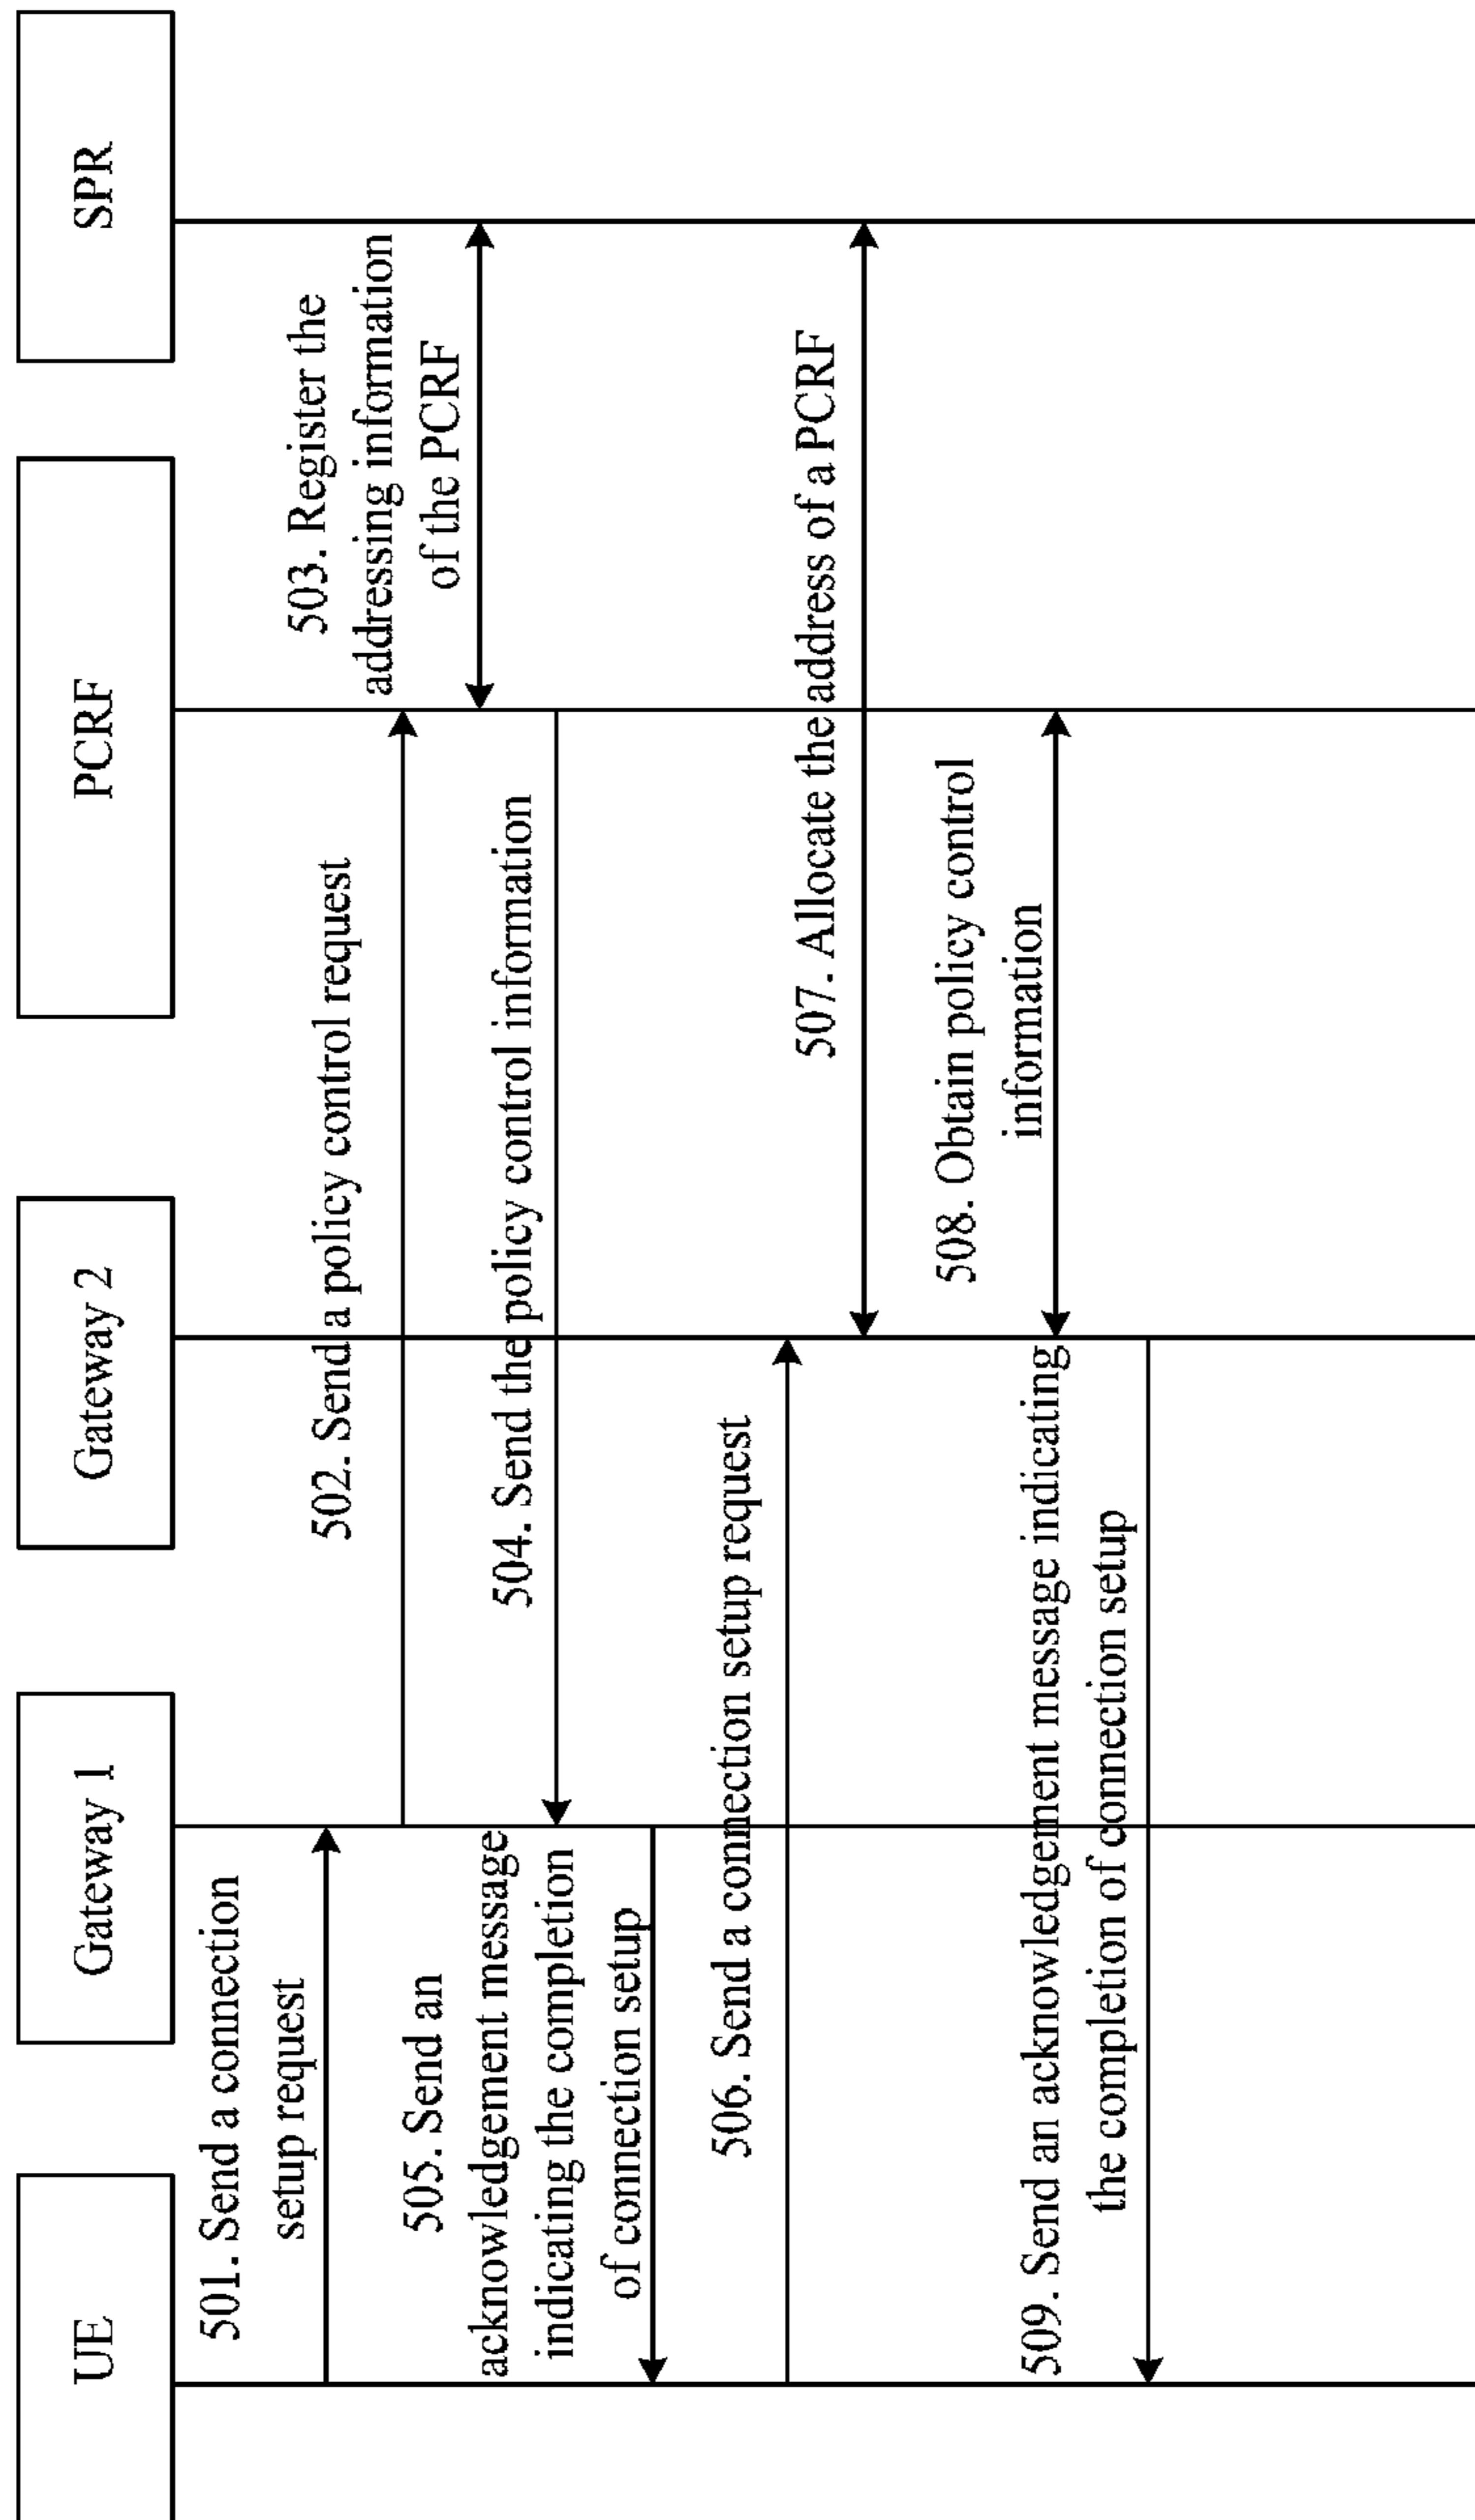 UE
Gateway 1
Gateway 2
PCRF
SPR
501. Send a connection
setup request
502. Send a policy control request
503. Register the
addressing information
of the PCRF
504. Send the policy control information
505. Send an
acknowledgement message
indicating the completion
of connection setup
506. Send a connection setup request
507. Allocate the address of a PCRF
508. Obtain policy control
information
509. Send an acknowledgement message indicating
the completion of connection setup